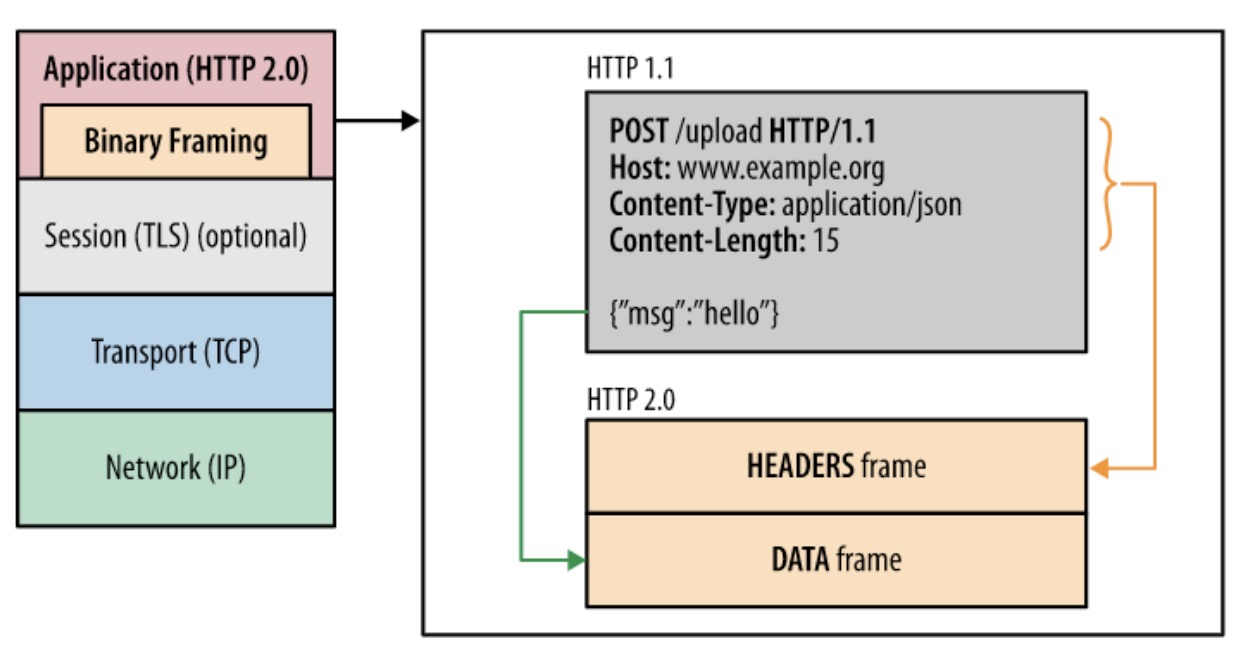 Application (HTTP 2.0)
Binary Framing
Session (TLS) (optional)
Transport (TCP)
Network (IP)
HTTP 1.1
POST /upload HTTP/1.1
Host: www.example.org
Content-Type: application/json
Content-Length: 15
{”msg”:”hello”}
HTTP 2.0
HEADERS frame
DATA frame